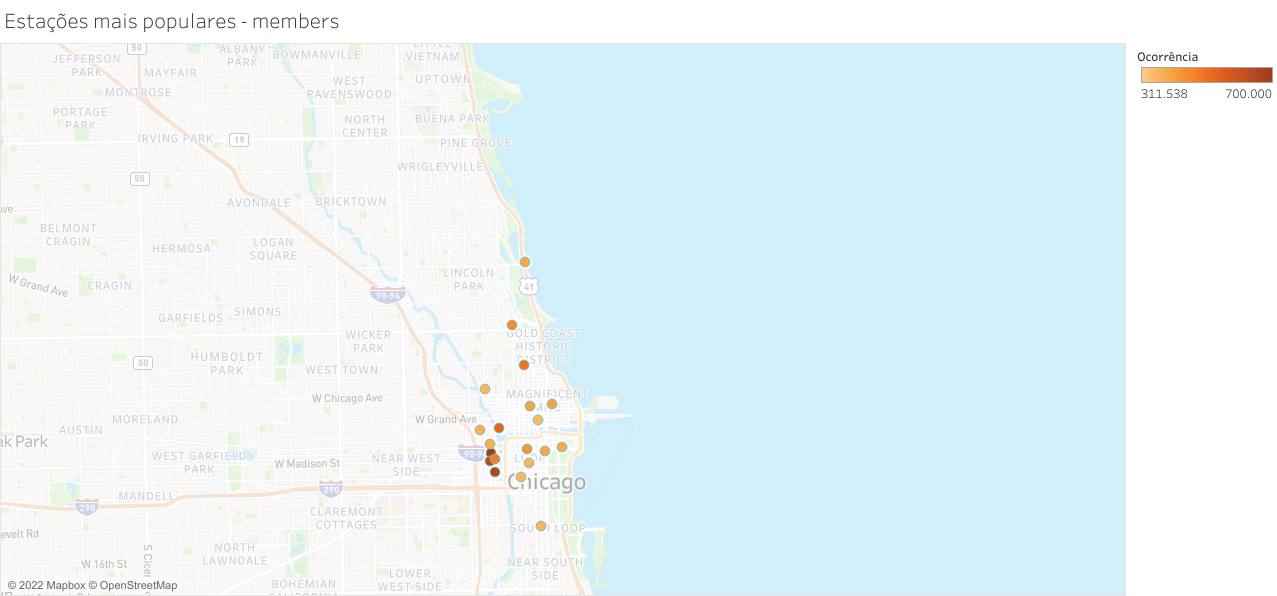 Estações mais populares - members
Ocorrência
311.538 700.000
50
JEFFERSON
PARK
ALBANY
PARK
BOWMANVILLE
LITTLE
VIETNAM
MAYFAIR
MONTROSE
WEST
RAVENSWOOD
UPTOWN
PORTAGE
PARK
NORTH
CENTER
BUENA PARK
IRVING PARK
19
PINE GROVE
WRIGLEYVILLE
50
AVONDALE
BRICKTOWN
BELMONT
CRAGIN
HERMOSA
LOGAN
SQUARE
LINCOLN
PARK
41
W Grand Ave
CRAGIN
90-94
GARFIELDS
SIMONS
WICKER
PARK
GOLD COAST
HISTORIC
DISTRICT
50
HUMBOLDT
PARK
WEST TOWN
MAGNIFICENT
W Chicago Ave
MORELAND
W Grand Ave
AUSTIN
ak Park
WEST GARFIELD
PARK
W Madison St
NEAR WEST
SIDE
90-9
Chicago
290
MANDELL
290
CLAREMONT
COTTAGES
SOUTH LOOP
evelt Rd
NORTH
LAWNDALE
W 16th St
S Cicer
NEAR SOUTH
SIDE
LOWER
WEST SIDE
BOHEMIAN
CALIFORNIA
© 2022 Mapbox © OpenStreetMap